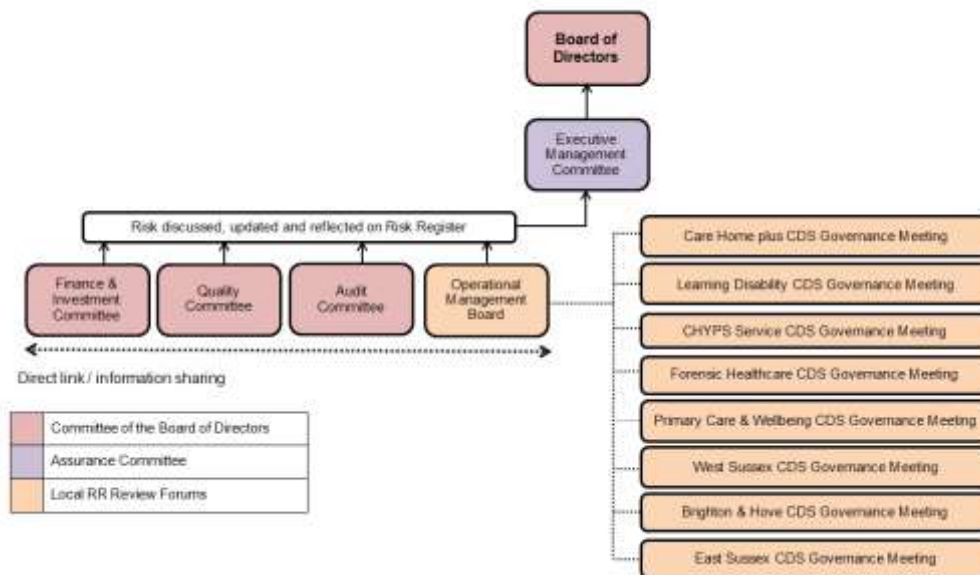 Board of
Directors
Executive
Management
Committee
Risk discussed, updated and reflected on Risk Register
Finance &
Investment
Committee
Quality
Committee
Audit
Committee
Operational
Management
Board
Direct link / information sharing
Committee of the Board of Directors
Assurance Committee
Local RR Review Forums
Care Home plus CDS Governance Meeting
Learning Disability CDS Governance Meeting
CHYPS Service CDS Governance Meeting
Forensic Healthcare CDS Governance Meeting
Primary Care & Wellbeing CDS Governance Meeting
West Sussex CDS Governance Meeting
Brighton & Hove CDS Governance Meeting
East Sussex CDS Governance Meeting